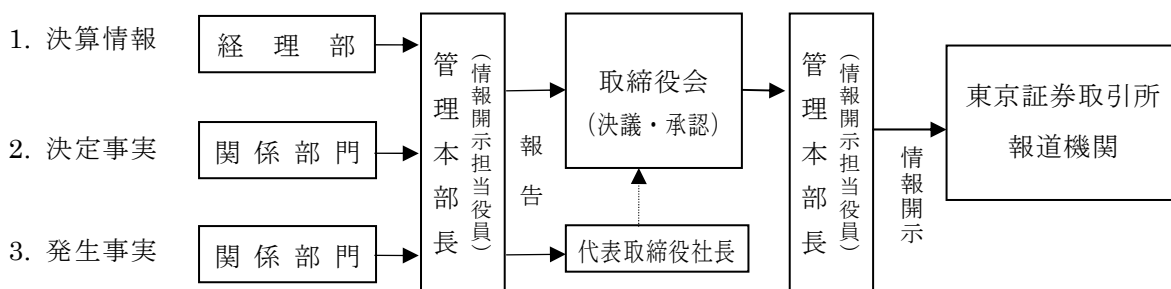 1. 決算情報
経理部
2. 決定事実
関係部門
3. 発生事実
関係部門
管理本部長
(情報開示担当役員)
報告
取締役会
(決議・承認)
代表取締役社長
管理本部長
(情報開示担当役員)
情報開示
東京証券取引所
報道機関